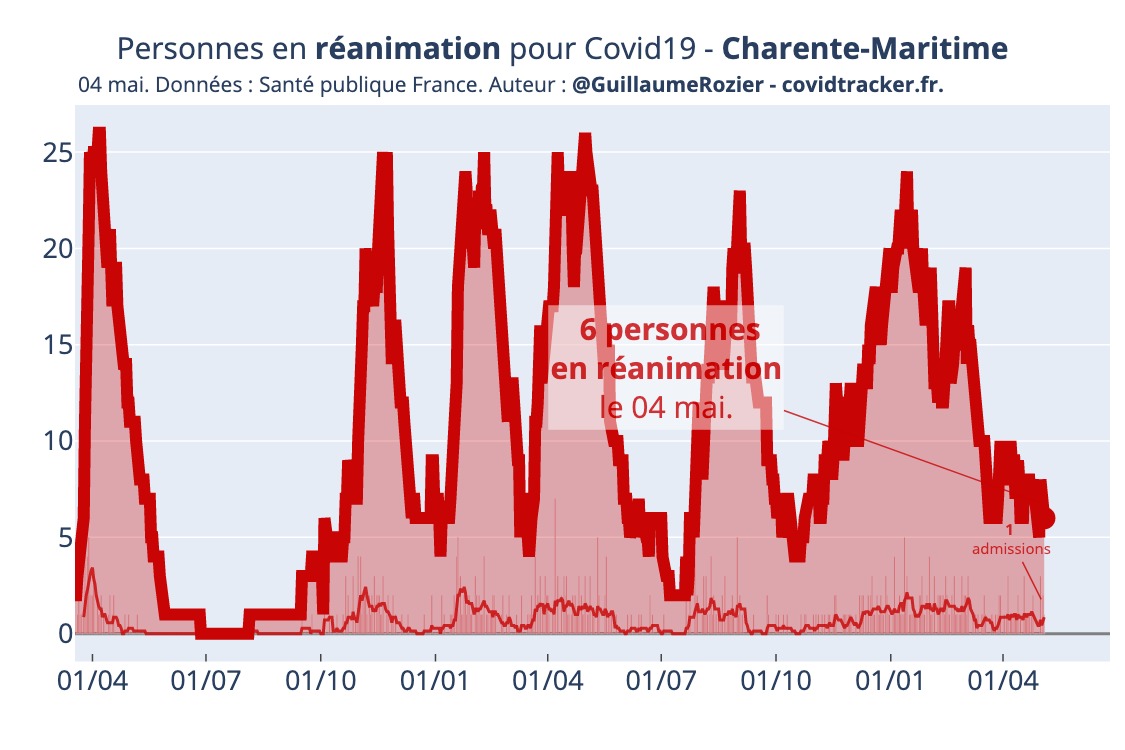 Personnes en réanimation pour Covid19 - Charente-Maritime
04 mai. Données : Santé publique France. Auteur : @GuillaumeRozier - covidtracker.fr.
25
20
15
10
5
0
6 personnes
en réanimation
le 04 mai.
1
admissions
01/04 01/07 01/10 01/01 01/04 01/07 01/10 01/01 01/04